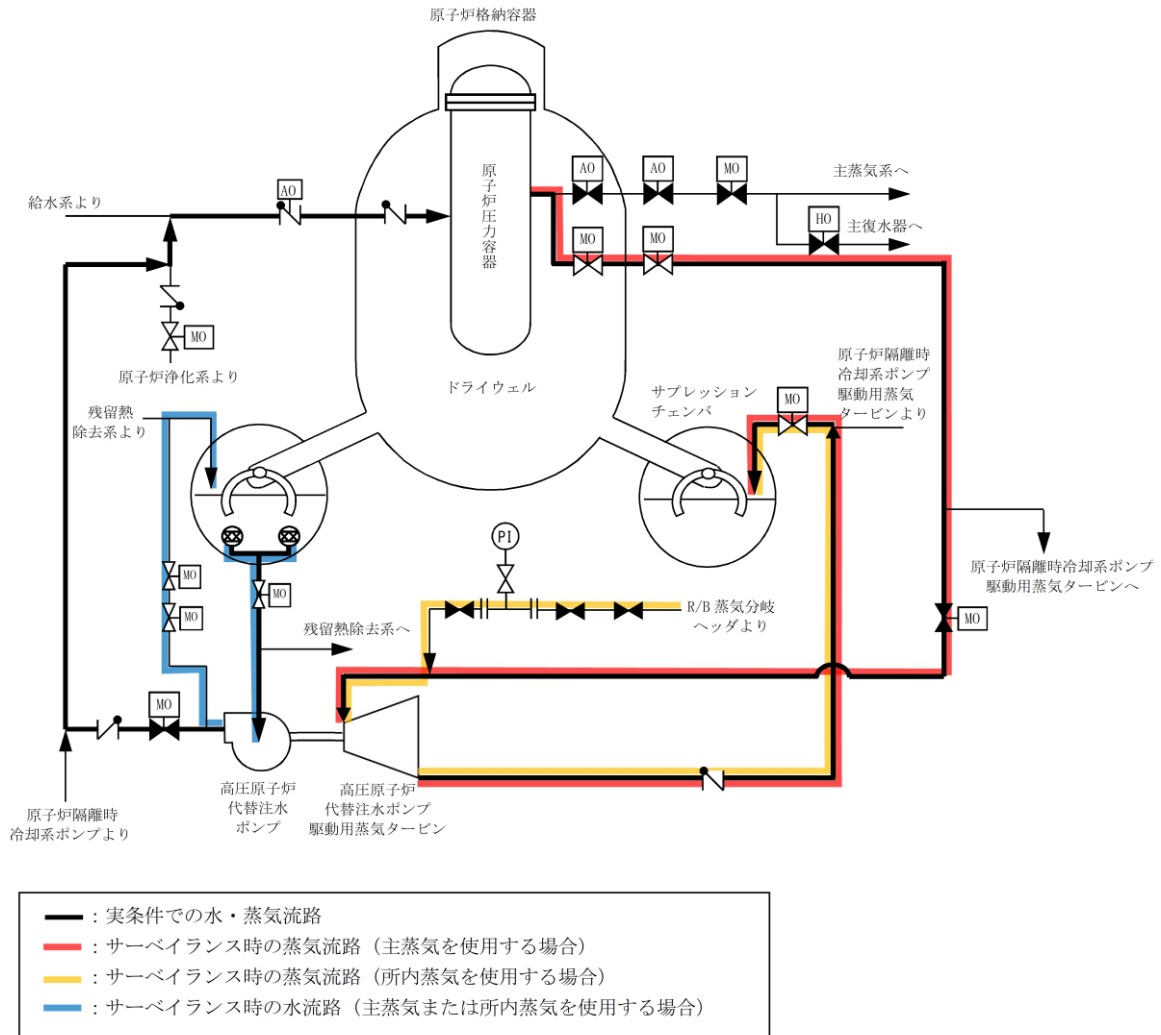 原子炉格納容器
原子炉圧力容器
AO
AO
MO
主蒸気系へ
AO
給水系より
HO
主復水器へ
MO
MO
MO
原子炉浄化系より
ドライウェル
サプレッション
チェンバ
MO
原子炉隔離時
冷却系ポンプ
駆動用蒸気
タービンより
残留熱
除去系より
PI
MO
MO
MO
R/B 蒸気分岐
ヘッダより
原子炉隔離時冷却系ポンプ
駆動用蒸気タービンへ
MO
残留熱除去系へ
MO
高圧原子炉
代替注水
ポンプ
高圧原子炉
代替注水ポンプ
駆動用蒸気タービン
原子炉隔離時
冷却系ポンプより
：実条件での水・蒸気流路
：サーベイランス時の蒸気流路（主蒸気を使用する場合）
：サーベイランス時の蒸気流路（所内蒸気を使用する場合）
：サーベイランス時の水流路（主蒸気または所内蒸気を使用する場合）